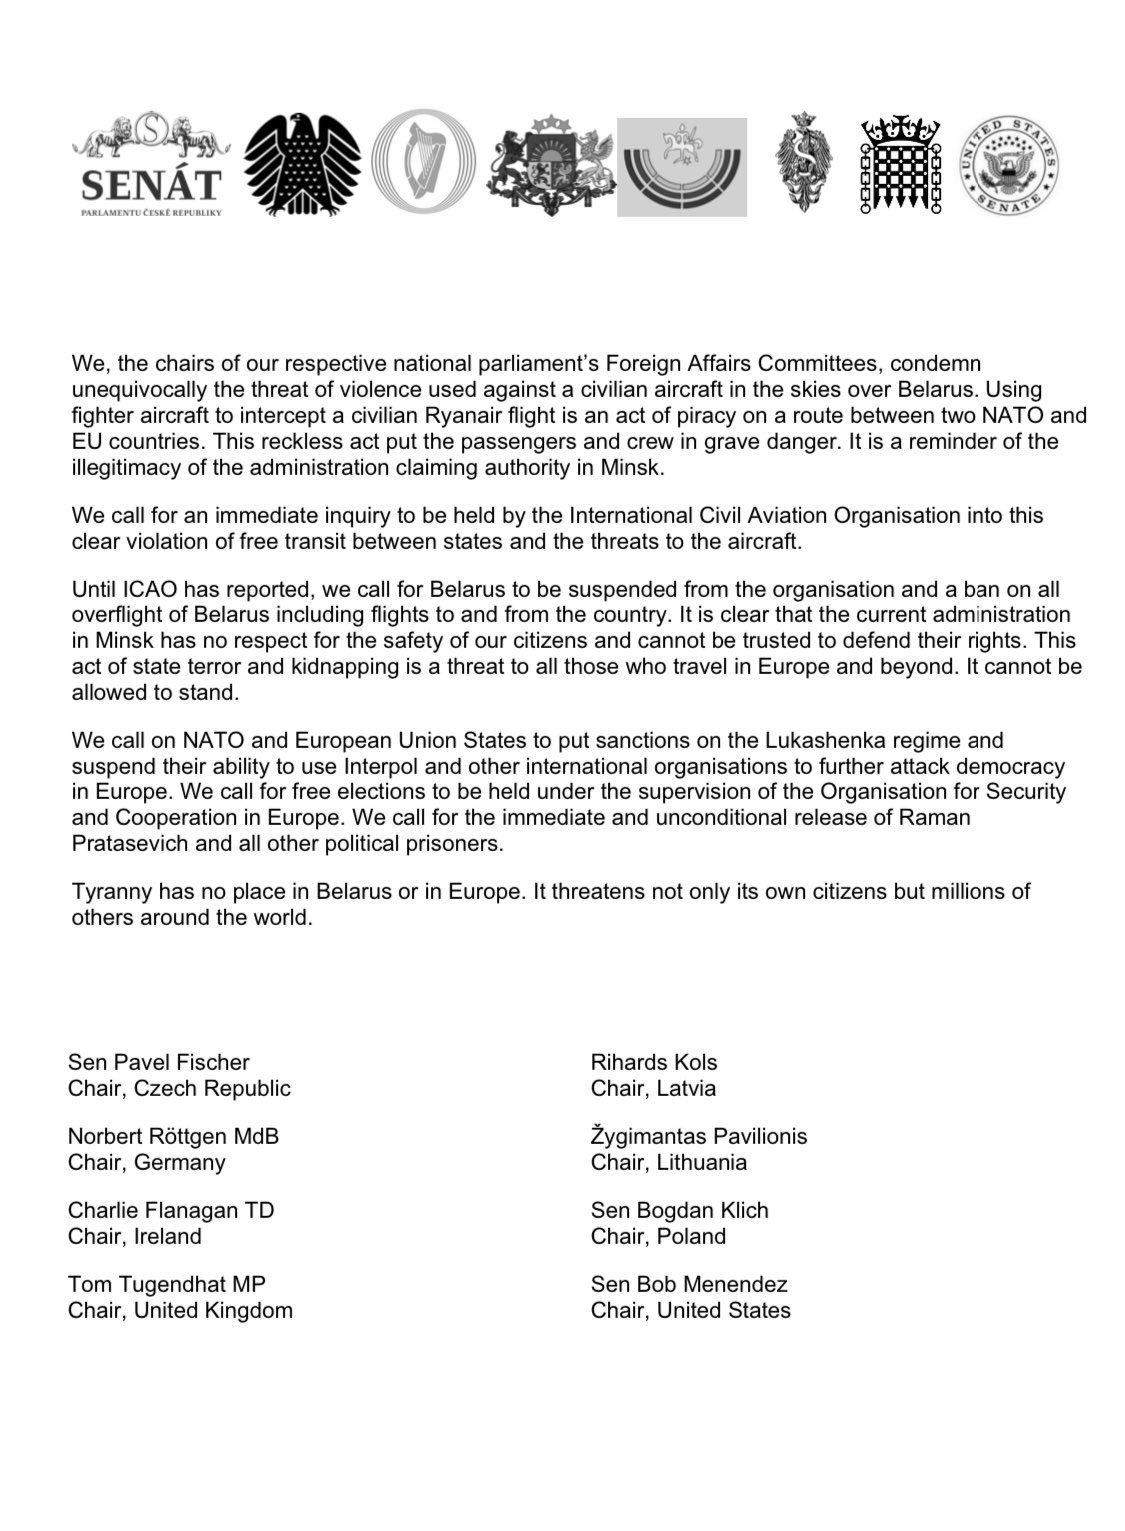 SENÁT
PARLAMENTU ČESKÉ REPUBLIKY
UNITED STATES
SENATE
We, the chairs of our respective national parliament’s Foreign Affairs Committees, condemn
unequivocally the threat of violence used against a civilian aircraft in the skies over Belarus. Using
fighter aircraft to intercept a civilian Ryanair flight is an act of piracy on a route between two NATO and
EU countries. This reckless act put the passengers and crew in grave danger. It is a reminder of the
illegitimacy of the administration claiming authority in Minsk.
We call for an immediate inquiry to be held by the International Civil Aviation Organisation into this
clear violation of free transit between states and the threats to the aircraft.
Until ICAO has reported, we call for Belarus to be suspended from the organisation and a ban on all
overflight of Belarus including flights to and from the country. It is clear that the current administration
in Minsk has no respect for the safety of our citizens and cannot be trusted to defend their rights. This
act of state terror and kidnapping is a threat to all those who travel in Europe and beyond. It cannot be
allowed to stand.
We call on NATO and European Union States to put sanctions on the Lukashenka regime and
suspend their ability to use Interpol and other international organisations to further attack democracy
in Europe. We call for free elections to be held under the supervision of the Organisation for Security
and Cooperation in Europe. We call for the immediate and unconditional release of Raman
Pratasevich and all other political prisoners.
Tyranny has no place in Belarus or in Europe. It threatens not only its own citizens but millions of
others around the world.
Sen Pavel Fischer
Chair, Czech Republic
Norbert Röttgen MdB
Chair, Germany
Charlie Flanagan TD
Chair, Ireland
Tom Tugendhat MP
Chair, United Kingdom
Rihards Kols
Chair, Latvia
Žygimantas Pavilionis
Chair, Lithuania
Sen Bogdan Klich
Chair, Poland
Sen Bob Menendez
Chair, United States